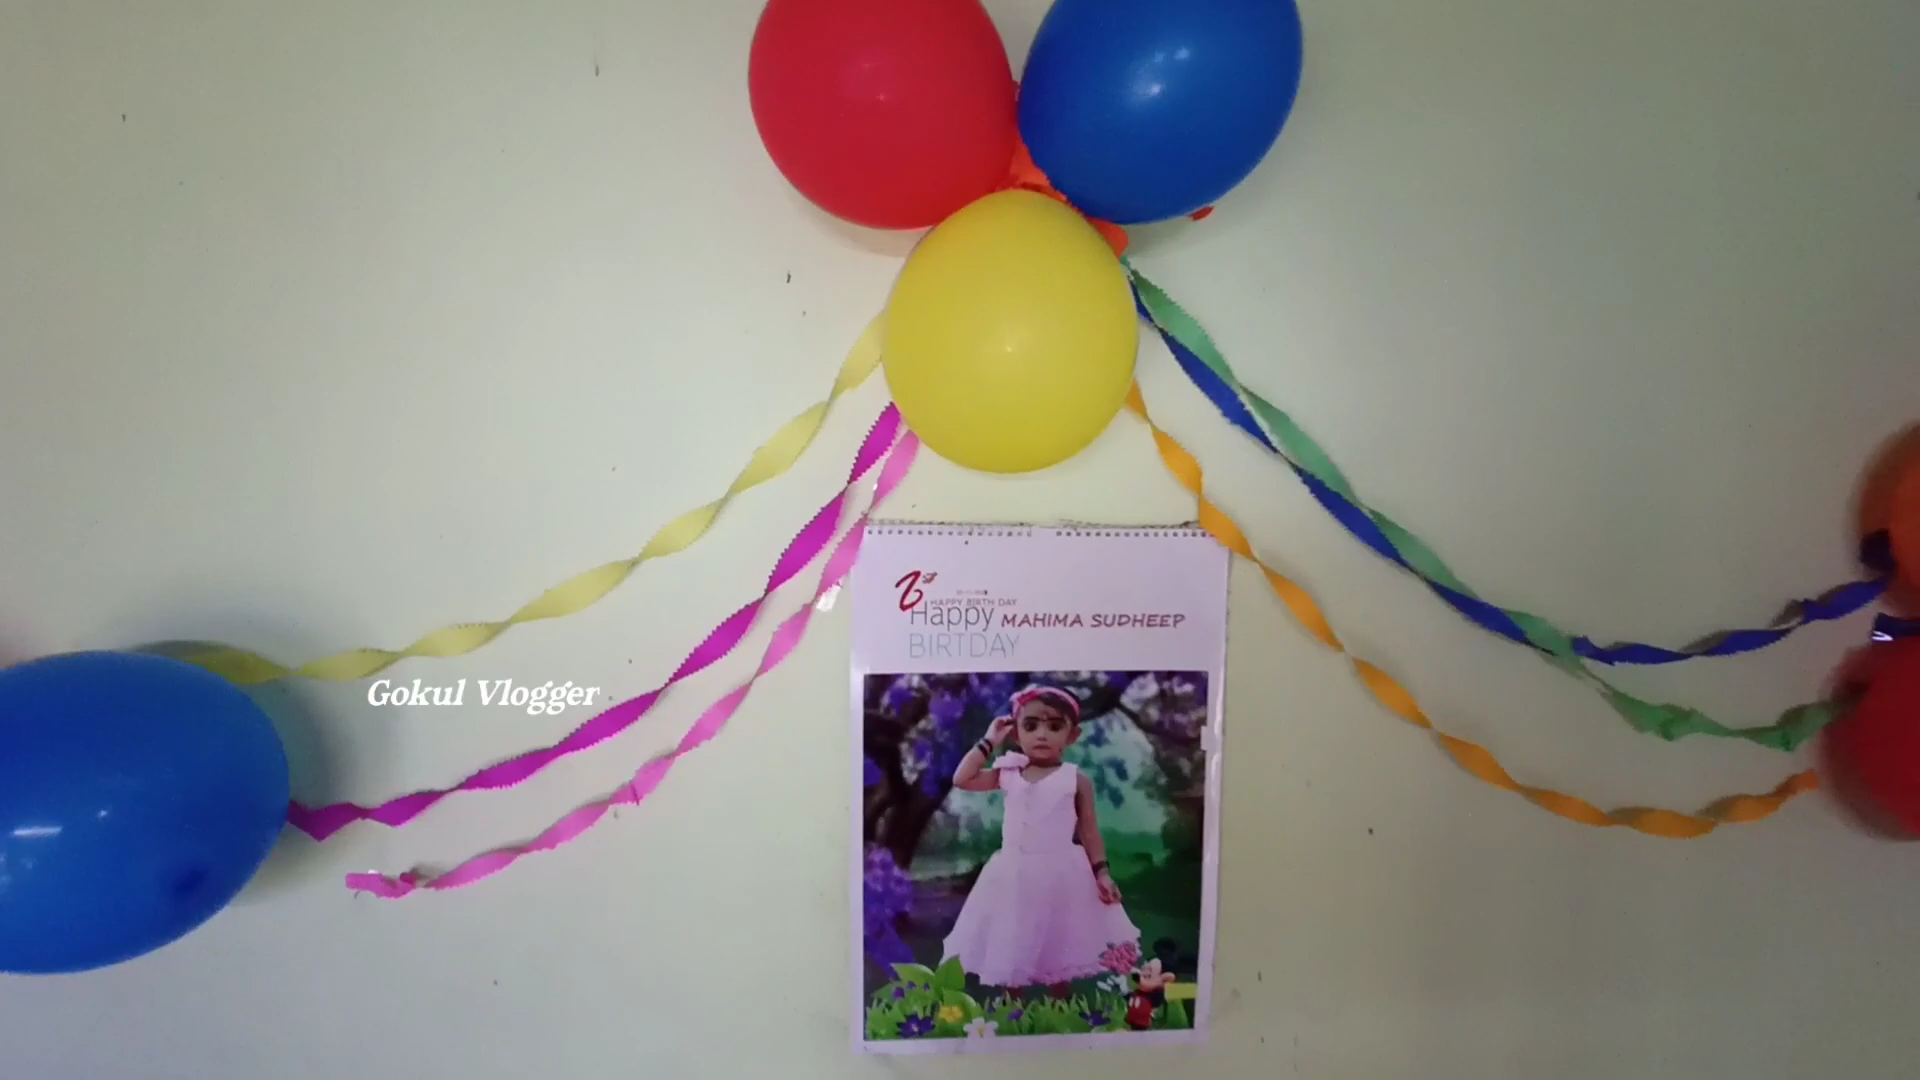 HAPPY BIRTH DAY
Happy MAHIMA SUDHEEP
BIRTDAY
Gokul Vlogger